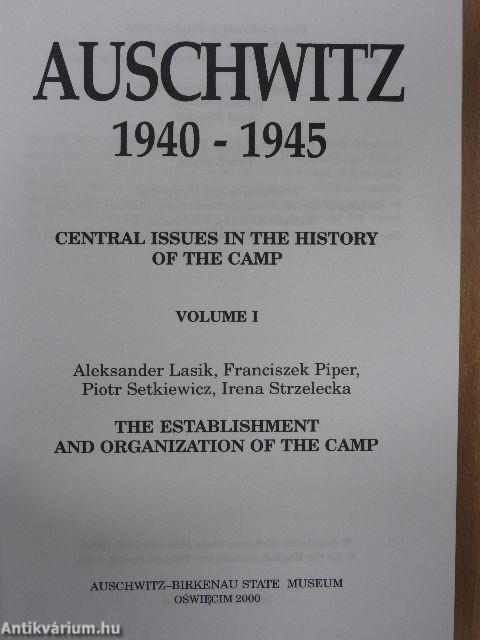 AUSCHWITZ
1940 - 1945
CENTRAL ISSUES IN THE HISTORY
OF THE CAMP
VOLUME I
Aleksander Lasik, Franciszek Piper,
Piotr Setkiewicz, Irena Strzelecka
THE ESTABLISHMENT
AND ORGANIZATION OF THE CAMP
AUSCHWITZ–BIRKENAU STATE MUSEUM
OŚWIĘCIM 2000
Antikvárium.hu